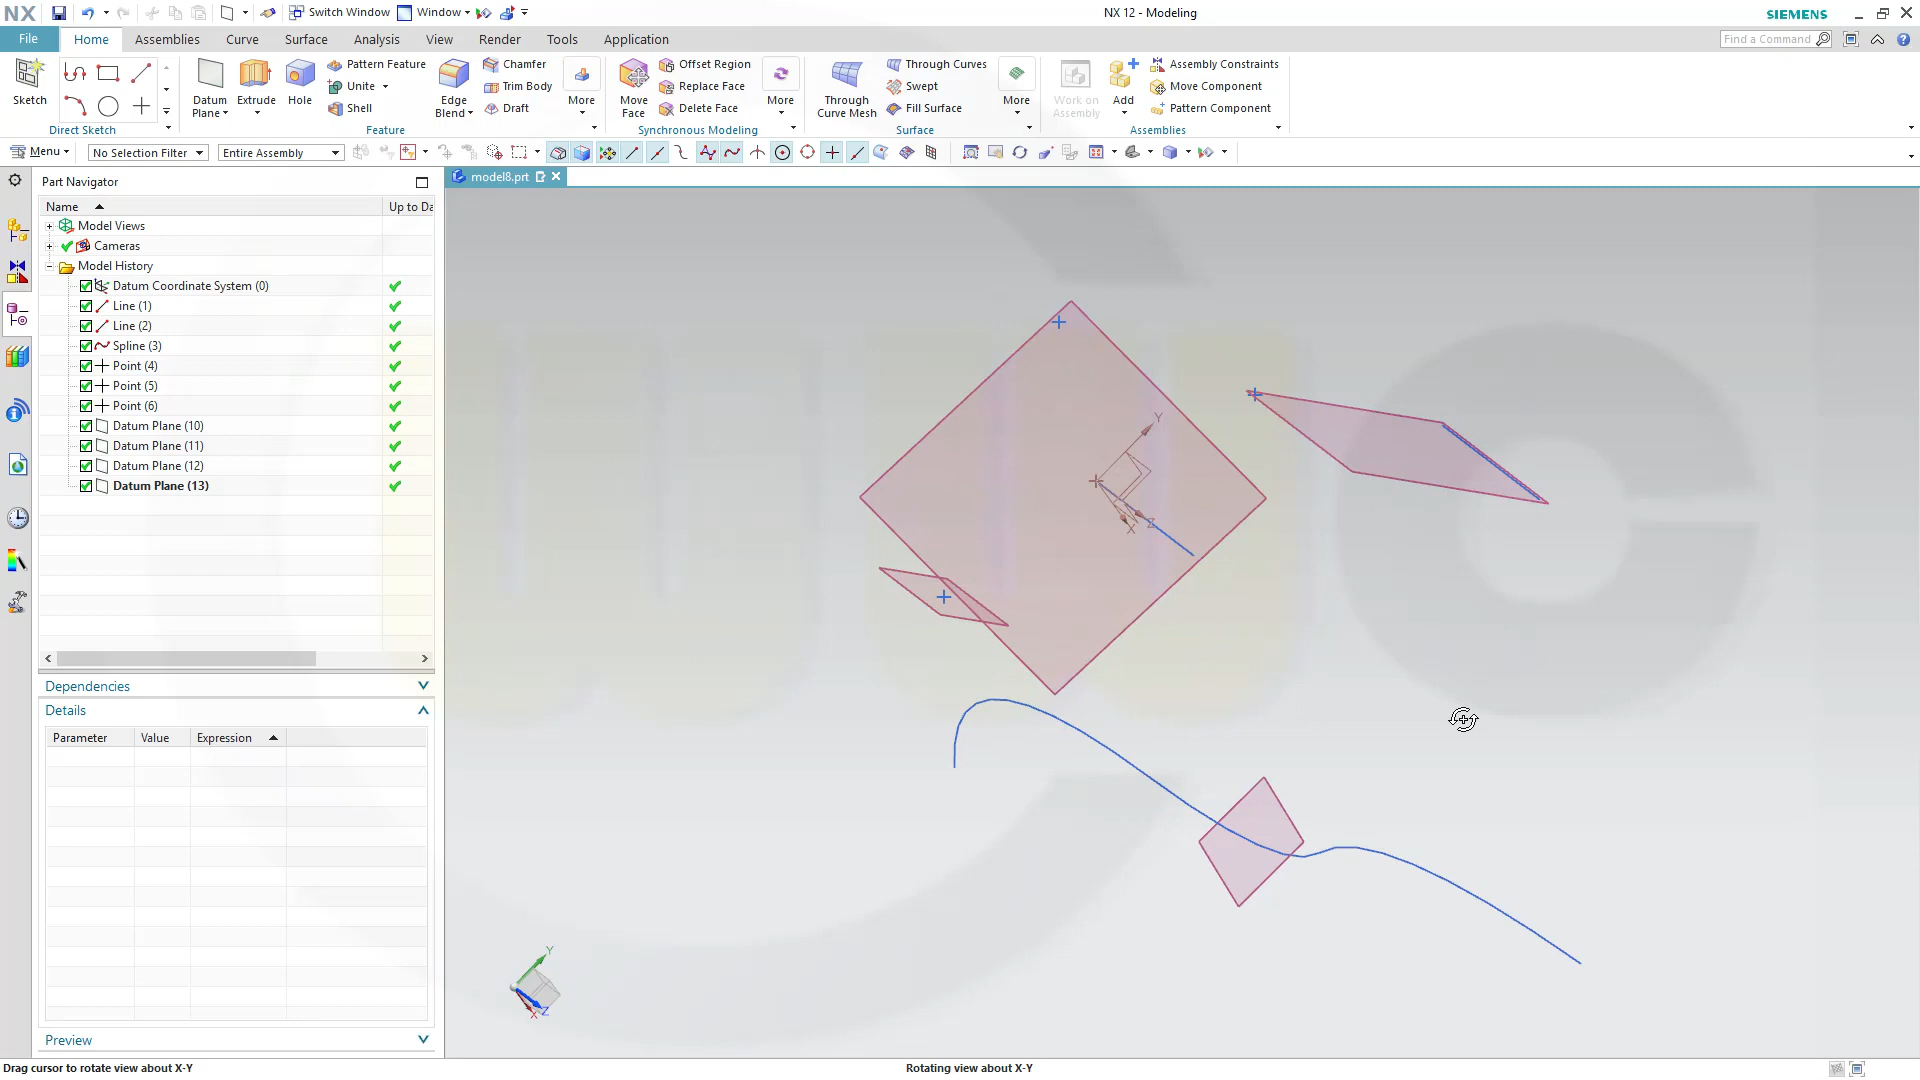 NX
Switch Window
Window
NX 12 - Modeling
SIEMENS
File
Home
Assemblies
Curve
Surface
Analysis
View
Render
Tools
Application
Find a Command
Sketch
Direct Sketch
Datum
Plane
Extrude
Hole
Pattern Feature
Unite
Shell
Edge
Blend
Chamfer
Trim Body
Draft
More
Feature
Move
Face
Offset Region
Replace Face
Delete Face
More
Synchronous Modeling
Through
Curve Mesh
Through Curves
Swept
Fill Surface
More
Surface
Work on
Assembly
Add
Assembly Constraints
Move Component
Pattern Component
Assemblies
Menu
No Selection Filter
Entire Assembly
Part Navigator
model8.prt
Name
Up to Da
Model Views
Cameras
Model History
Datum Coordinate System (0)
Line (1)
Line (2)
Spline (3)
Point (4)
Point (5)
Point (6)
Datum Plane (10)
Datum Plane (11)
Datum Plane (12)
Datum Plane (13)
Dependencies
Details
Parameter
Value
Expression
Preview
Y
Z
X
Y
Z
X
Drag cursor to rotate view about X-Y
Rotating view about X-Y